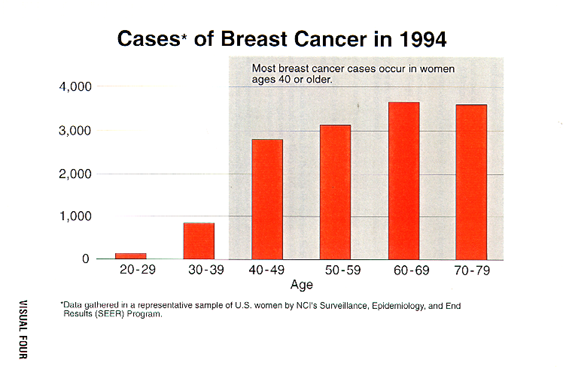 Cases* of Breast Cancer in 1994
Most breast cancer cases occur in women
ages 40 or older.
4,000
3,000
2,000
1,000
0
20-29 30-39 40-49 50-59 60-69 70-79
Age
*Data gathered in a representative sample of U.S. women by NCI's Surveillance, Epidemiology, and End
Results (SEER) Program.
VISUAL FOUR